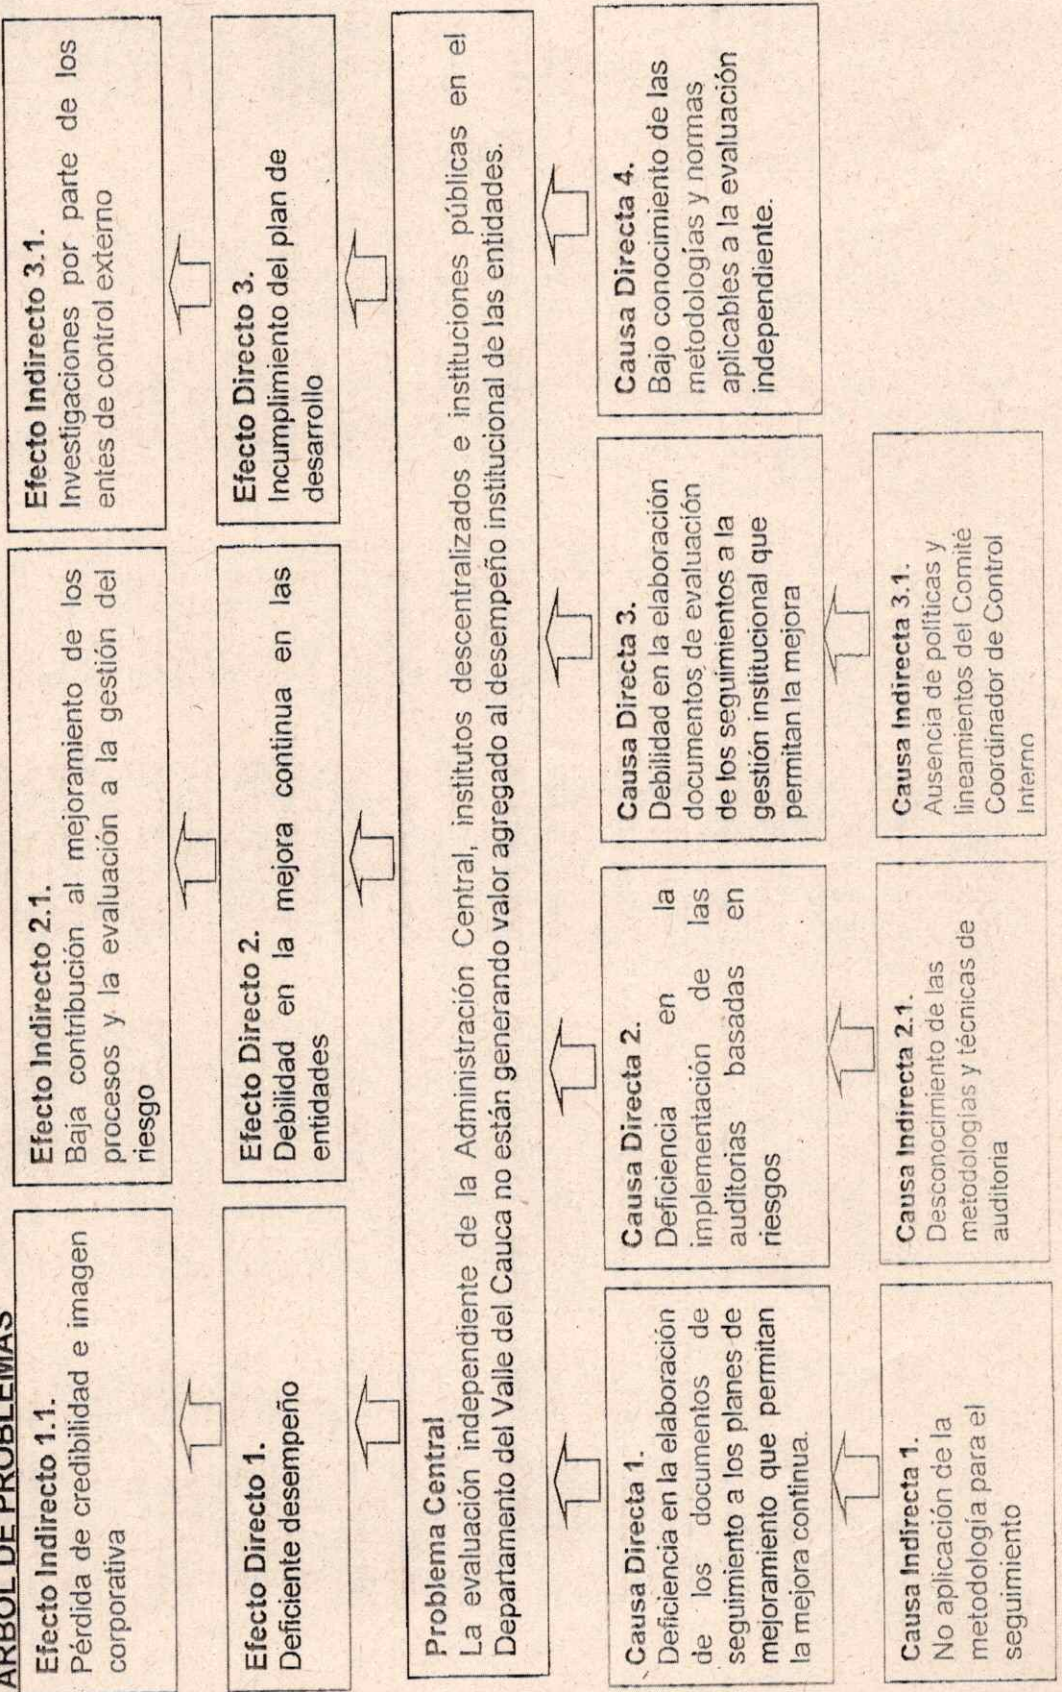 ÁRBOL DE PROBLEMAS
Efecto Indirecto 1.1.
Pérdida de credibilidad e imagen
corporativa
Efecto Indirecto 2.1.
Baja contribución al mejoramiento de los
procesos y la evaluación a la gestión del
riesgo
Efecto Indirecto 3.1.
Investigaciones por parte de los
entes de control externo
Efecto Directo 1.
Deficiente desempeño
Efecto Directo 2.
Debilidad en la mejora continua en las
entidades
Efecto Directo 3.
Incumplimiento del plan de
desarrollo
Problema Central
La evaluación independiente de la Administración Central, institutos descentralizados e instituciones públicas en el
Departamento del Valle del Cauca no están generando valor agregado al desempeño institucional de las entidades.
Causa Directa 1.
Deficiencia en la elaboración
de los documentos de
seguimiento a los planes de
mejoramiento que permitan
la mejora continua.
Causa Directa 2.
Deficiencia en la
implementación de las
auditorias basadas en
riesgos
Causa Directa 3.
Debilidad en la elaboración
documentos de evaluación
de los seguimientos a la
gestión institucional que
permitan la mejora
Causa Directa 4.
Bajo conocimiento de las
metodologías y normas
aplicables a la evaluación
independiente.
Causa Indirecta 1.
No aplicación de la
metodología para el
seguimiento
Causa Indirecta 2.1.
Desconocimiento de las
metodologías y técnicas de
auditoria
Causa Indirecta 3.1.
Ausencia de políticas y
lineamientos del Comité
Coordinador de Control
Interno